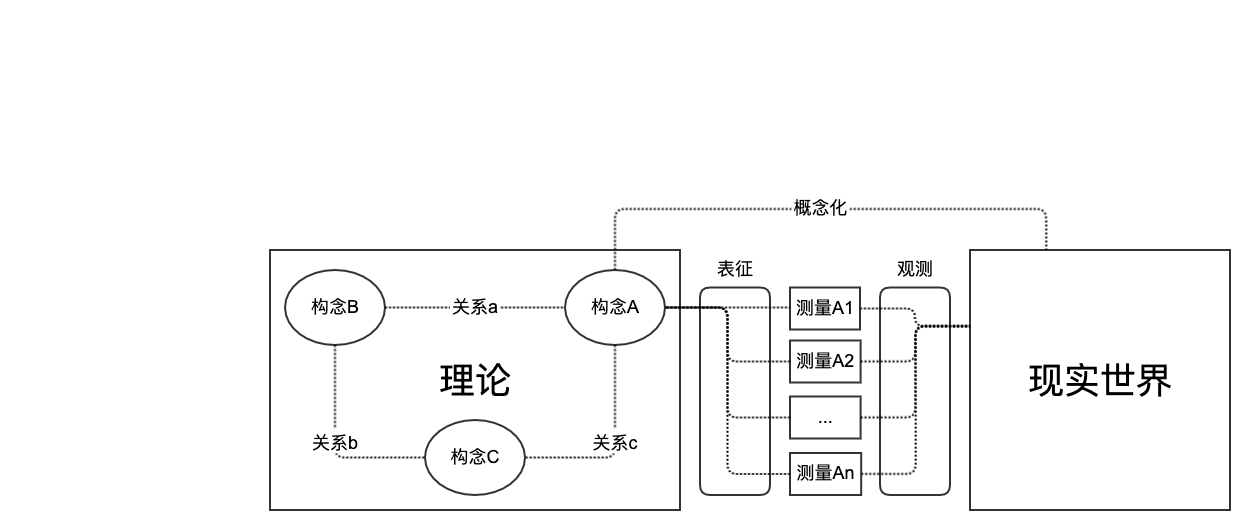 概念化
表征
观测
构念B
关系a
构念A
测量A1
理论
测量A2
现实世界
...
关系b
构念C
关系c
测量An